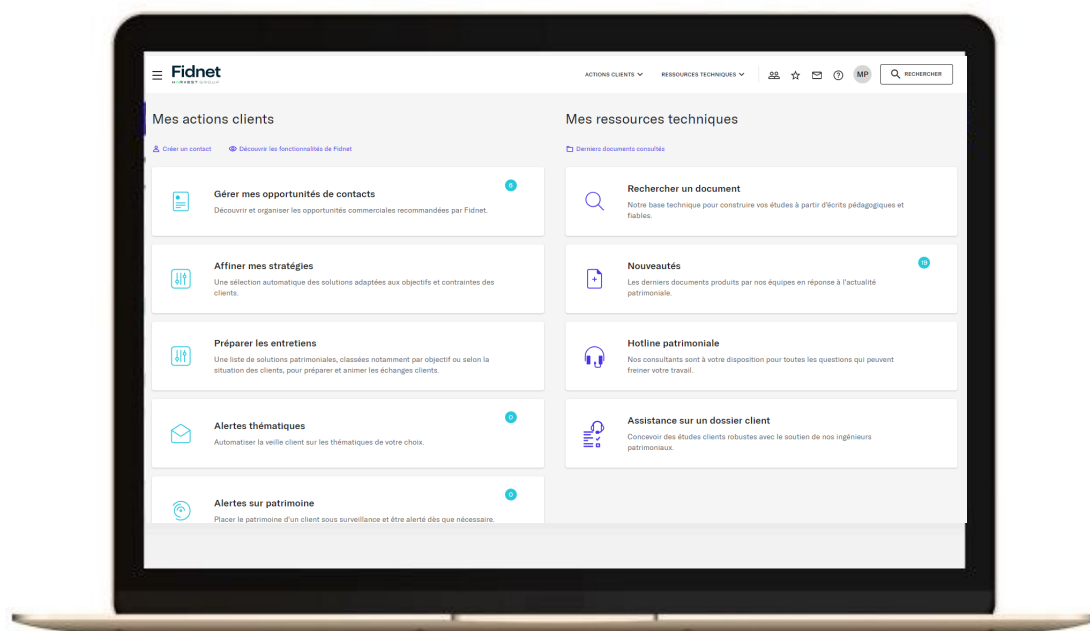 Fidnet
HARVEST GROUP
ACTIONS CLIENTS
RESSOURCES TECHNIQUES
MP
RECHERCHER
Mes actions clients
Créer un contact
Découvrir les fonctionnalités de Fidnet
Gérer mes opportunités de contacts
Découvrir et organiser les opportunités commerciales recommandées par Fidnet.
Affiner mes stratégies
Une sélection automatique des solutions adaptées aux objectifs et contraintes des
clients.
Préparer les entretiens
Une liste de solutions patrimoniales, classées notamment par objectif ou selon la
situation des clients, pour préparer et animer les échanges clients.
Alertes thématiques
0
Automatiser la veille client sur les thématiques de votre choix.
Alertes sur patrimoine
0
Placer le patrimoine d'un client sous surveillance et être alerté dès que nécessaire.
Mes ressources techniques
Derniers documents consultés
Rechercher un document
Notre base technique pour construire vos études à partir d'écrits pédagogiques et
fiables.
Nouveautés
19
Les derniers documents produits par nos équipes en réponse à l'actualité
patrimoniale.
Hotline patrimoniale
Nos consultants sont à votre disposition pour toutes les questions qui peuvent
freiner votre travail.
Assistance sur un dossier client
Concevoir des études clients robustes avec le soutien de nos ingénieurs
patrimoniaux.